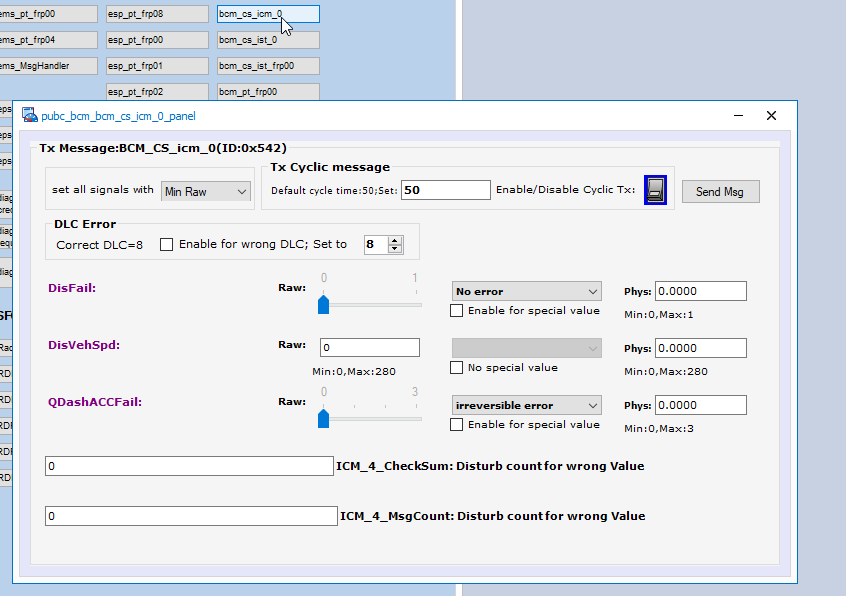 ems_pt_frp00 esp_pt_frp08 bcm_cs_icm_0
ems_pt_frp04 esp_pt_frp00 bcm_cs_ist_0
ems_MsgHandler esp_pt_frp01 bcm_cs_ist_frp00
esp_pt_frp02 bcm_pt_frp00
pubc_bcm_bcm_cs_icm_0_panel
Tx Message:BCM_CS_icm_0(ID:0x542)
Tx Cyclic message
set all signals with Min Raw Default cycle time:50;Set: 50 Enable/Disable Cyclic Tx: Send Msg
DLC Error
Correct DLC=8 Enable for wrong DLC; Set to 8
0 1
DisFail: Raw: No error Phys: 0.0000
Enable for special value Min:0,Max:1
DisVehSpd: Raw: 0 Phys: 0.0000
Min:0,Max:280 No special value Min:0,Max:280
0 3
QDashACCFail: Raw: irreversible error Phys: 0.0000
Enable for special value Min:0,Max:3
0 ICM_4_CheckSum: Disturb count for wrong Value
0 ICM_4_MsgCount: Disturb count for wrong Value